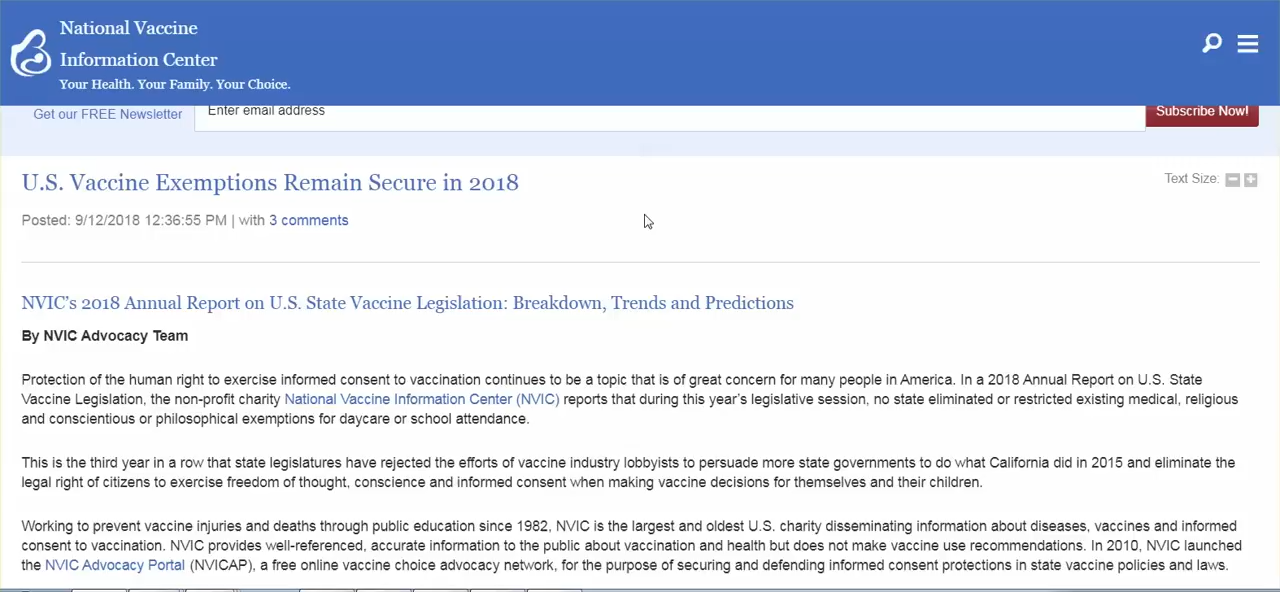 National Vaccine
Information Center
Your Health. Your Family. Your Choice.
Get our FREE Newsletter
Enter email address
Subscribe Now!
U.S. Vaccine Exemptions Remain Secure in 2018
Text Size:
Posted: 9/12/2018 12:36:55 PM | with 3 comments
NVIC's 2018 Annual Report on U.S. State Vaccine Legislation: Breakdown, Trends and Predictions
By NVIC Advocacy Team
Protection of the human right to exercise informed consent to vaccination continues to be a topic that is of great concern for many people in America. In a 2018 Annual Report on U.S. State
Vaccine Legislation, the non-profit charity National Vaccine Information Center (NVIC) reports that during this year's legislative session, no state eliminated or restricted existing medical, religious
and conscientious or philosophical exemptions for daycare or school attendance.
This is the third year in a row that state legislatures have rejected the efforts of vaccine industry lobbyists to persuade more state governments to do what California did in 2015 and eliminate the
legal right of citizens to exercise freedom of thought, conscience and informed consent when making vaccine decisions for themselves and their children.
Working to prevent vaccine injuries and deaths through public education since 1982, NVIC is the largest and oldest U.S. charity disseminating information about diseases, vaccines and informed
consent to vaccination. NVIC provides well-referenced, accurate information to the public about vaccination and health but does not make vaccine use recommendations. In 2010, NVIC launched
the NVIC Advocacy Portal (NVICAP), a free online vaccine choice advocacy network, for the purpose of securing and defending informed consent protections in state vaccine policies and laws.